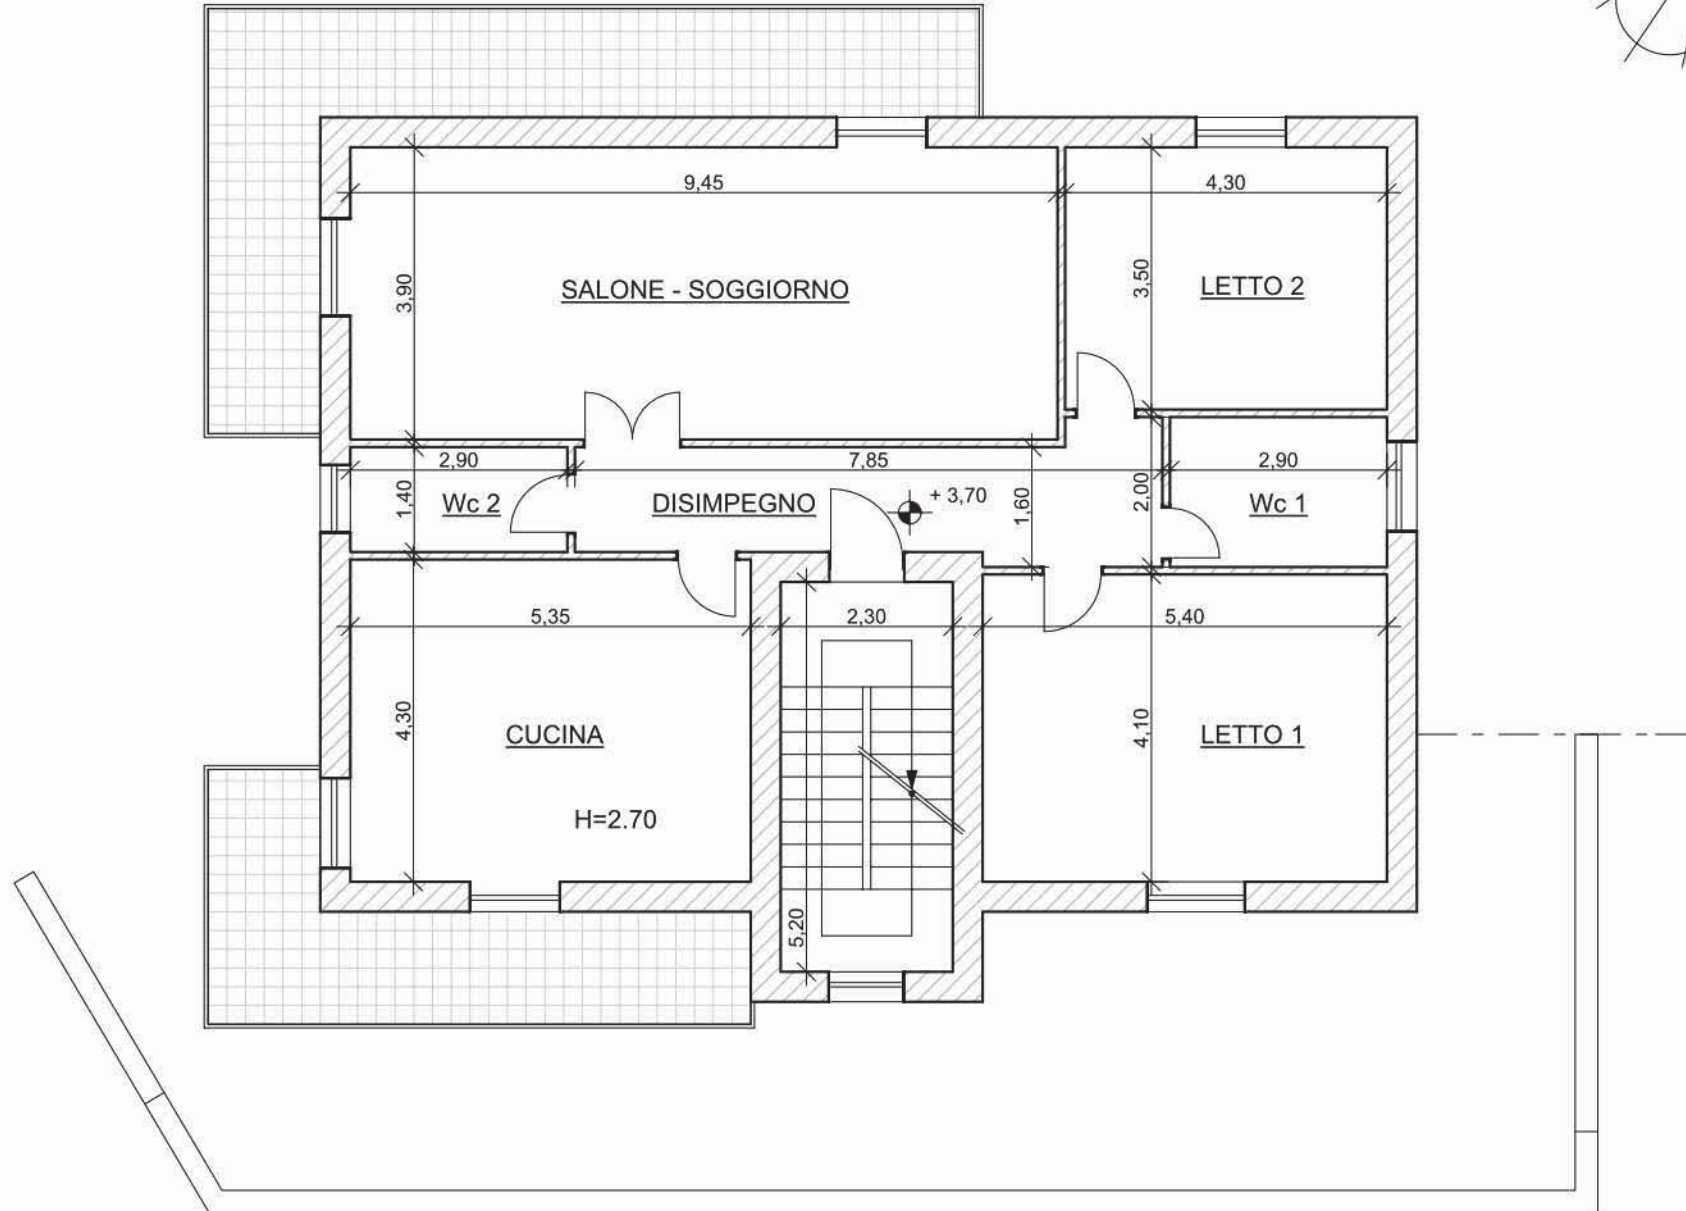 9,45
4,30
3,90
SALONE - SOGGIORNO
3,50
LETTO 2
2,90
7,85
2,90
1,40
Wc 2
DISIMPEGNO
+ 3,70
1,60
2,00
Wc 1
5,35
2,30
5,40
4,30
CUCINA
4,10
LETTO 1
H=2.70
5,20